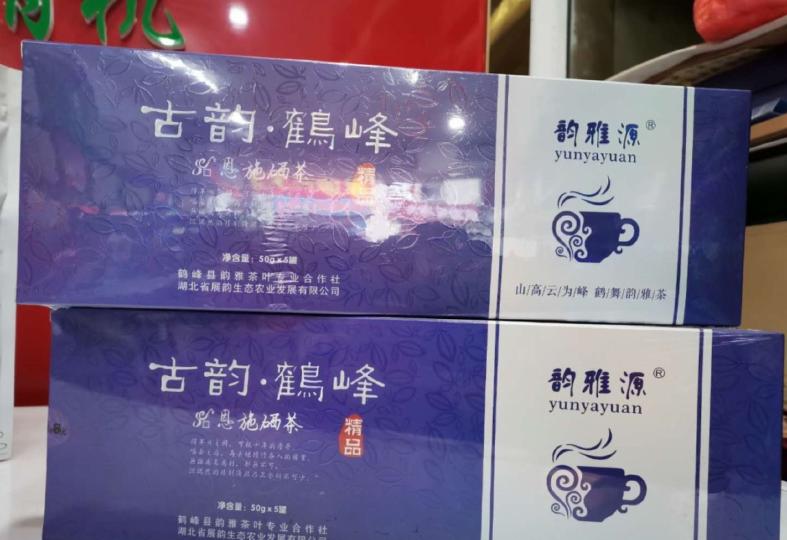 有机
古韵·鹤峰
恩施硒茶
精品
净含量：50g x 5罐
鹤峰县韵雅茶叶专业合作社
湖北省展韵生态农业发展有限公司
韵雅源®
yunyayuan
山/高/云/为/峰 鹤/舞/韵/雅/茶
古韵·鹤峰
恩施硒茶
精品
净含量：50g x 5罐
鹤峰县韵雅茶叶专业合作社
湖北省展韵生态农业发展有限公司
韵雅源®
yunyayuan